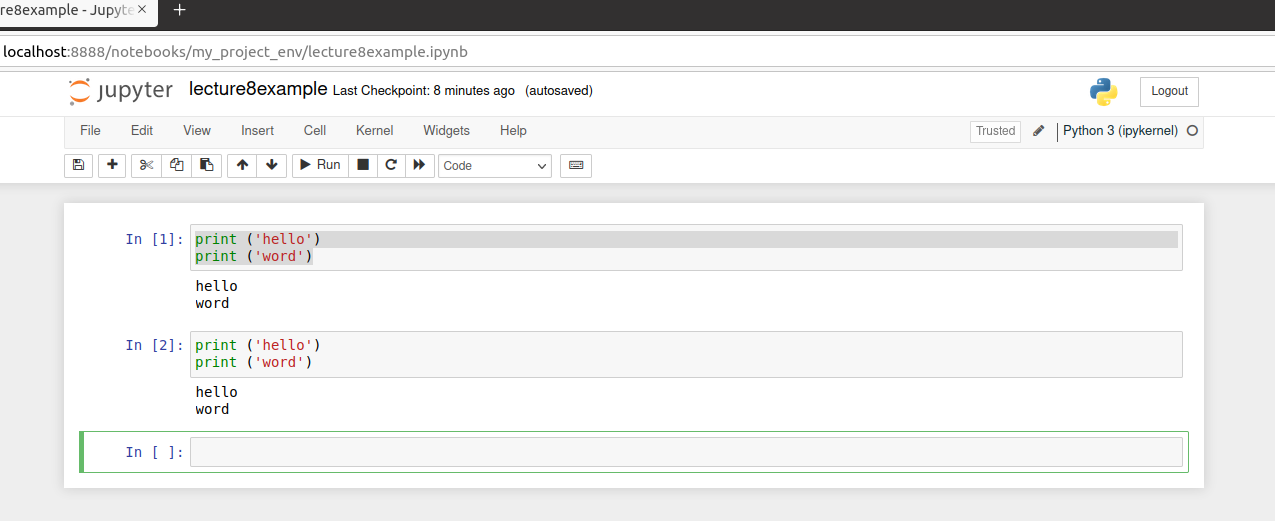 re8example - Jupyte × +
localhost:8888/notebooks/my_project_env/lecture8example.ipynb
jupyter lecture8example Last Checkpoint: 8 minutes ago (autosaved) Logout
File Edit View Insert Cell Kernel Widgets Help Trusted Python 3 (ipykernel)
Run Code
In [1]: print ('hello')
print ('word')
hello
word
In [2]: print ('hello')
print ('word')
hello
word
In [ ]: